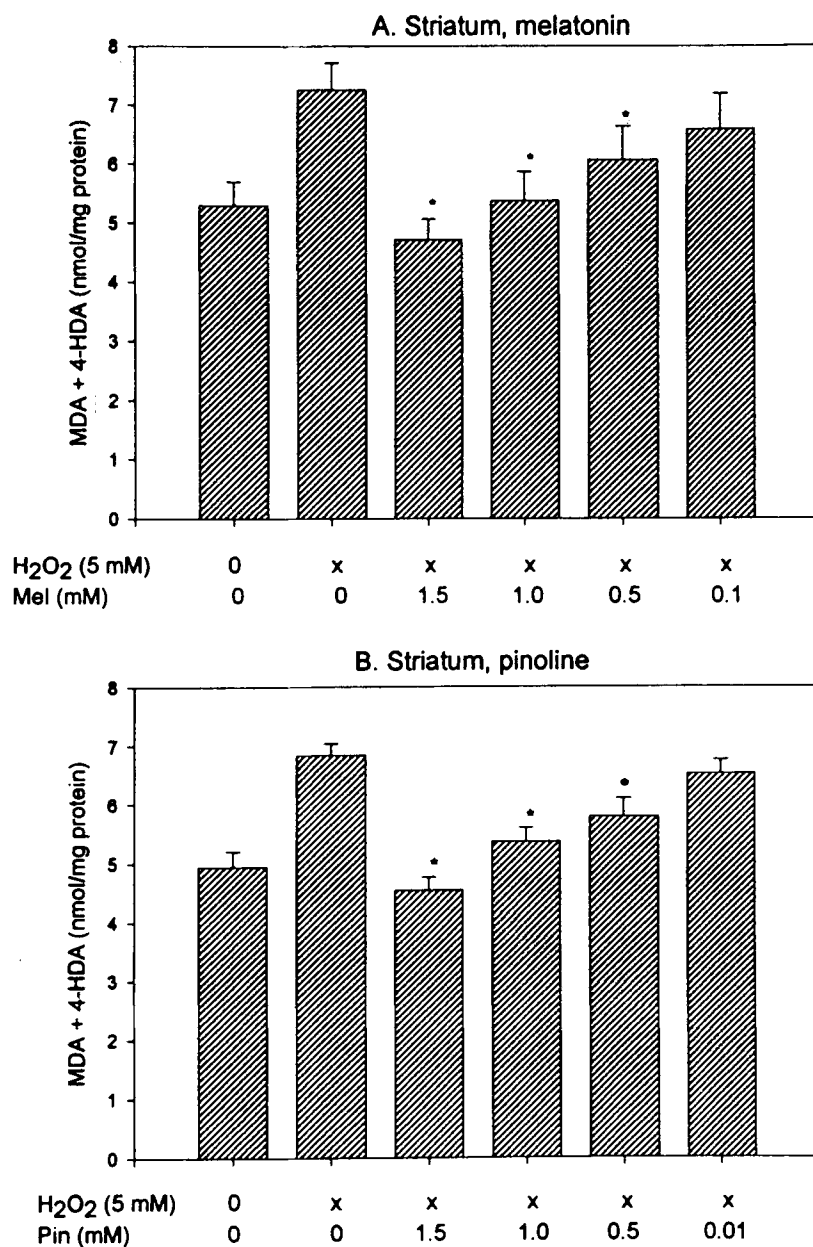 A. Striatum, melatonin
MDA + 4-HDA (nmol/mg protein)
8
7
6
5
4
3
2
1
0
* * * 
H₂O₂ (5 mM) 0 x x x x x
Mel (mM) 0 0 1.5 1.0 0.5 0.1
B. Striatum, pinoline
MDA + 4-HDA (nmol/mg protein)
8
7
6
5
4
3
2
1
0
* * *
H₂O₂ (5 mM) 0 x x x x x
Pin (mM) 0 0 1.5 1.0 0.5 0.01